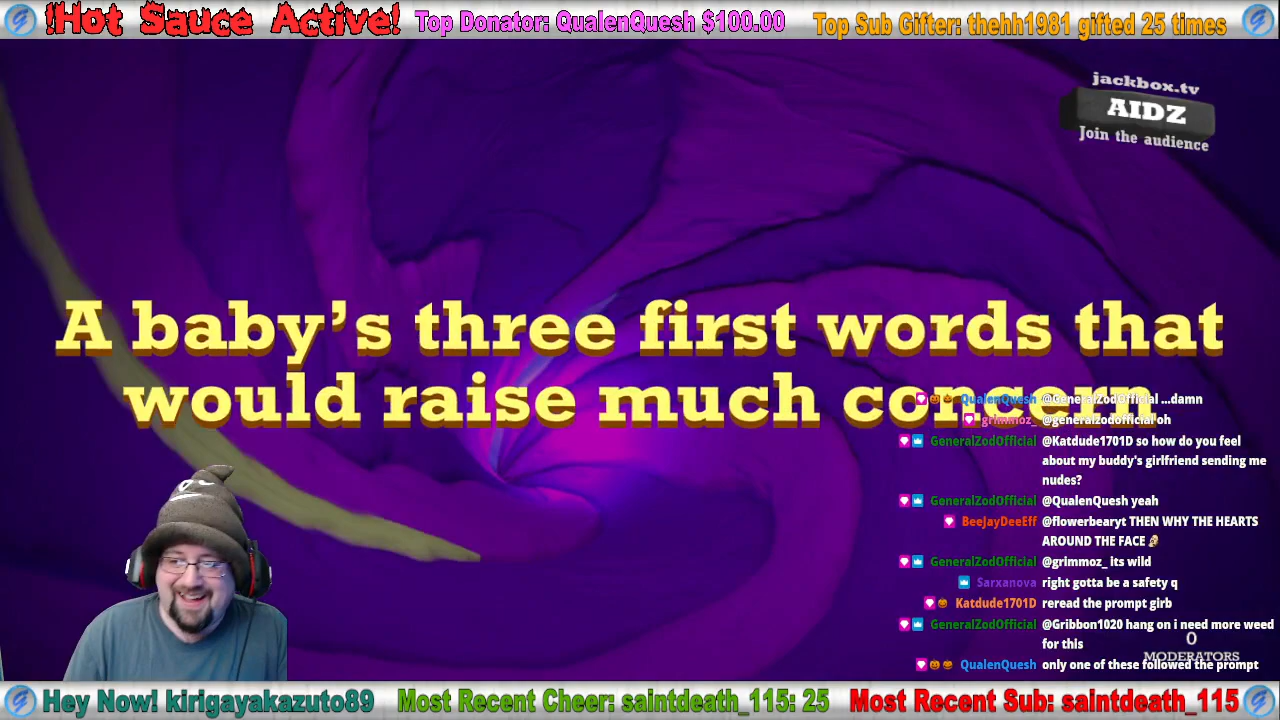 !Hot Sauce Active!
Top Donator: QualenQuesh $100.00
Top Sub Gifter: thehh1981 gifted 25 times
jackbox.tv
AIDZ
Join the audience
A baby's three first words that
would raise much concern
QualenQuesh @GeneralZodOfficial ...damn
grimmoz_ @generalzodofficial oh
GeneralZodOfficial @Katdude1701D so how do you feel
about my buddy's girlfriend sending me
nudes?
GeneralZodOfficial @QualenQuesh yeah
BeeJayDeeEff @flowerbearyt THEN WHY THE HEARTS
AROUND THE FACE
GeneralZodOfficial @grimmoz_ its wild
Sarxanova right gotta be a safety q
Katdude1701D reread the prompt girb
GeneralZodOfficial @Gribbon1020 hang on i need more weed
for this
0
MODERATORS
QualenQuesh only one of these followed the prompt
Hey Now! kirigayakazuto89
Most Recent Cheer: saintdeath_115: 25
Most Recent Sub: saintdeath_115